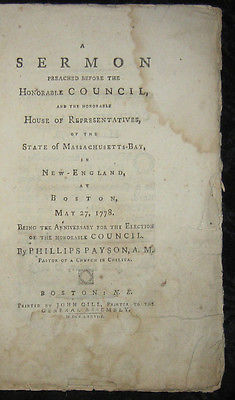 A
SERMON
PREACHED BEFORE THE
HONORABLE COUNCIL,
AND THE HONORABLE
HOUSE OF REPRESENTATIVES,
OF THE
STATE OF MASSACHUSETTS-BAY,
IN
NEW-ENGLAND,
AT
BOSTON,
MAY 27, 1778.
BEING THE ANNIVERSARY FOR THE ELECTION
OF THE HONORABLE COUNCIL.
By PHILLIPS PAYSON, A. M.
PASTOR OF A CHURCH IN CHELSEA.
BOSTON: N. E.
PRINTED BY JOHN GILL, PRINTER TO THE
GENERAL ASSEMBLY.